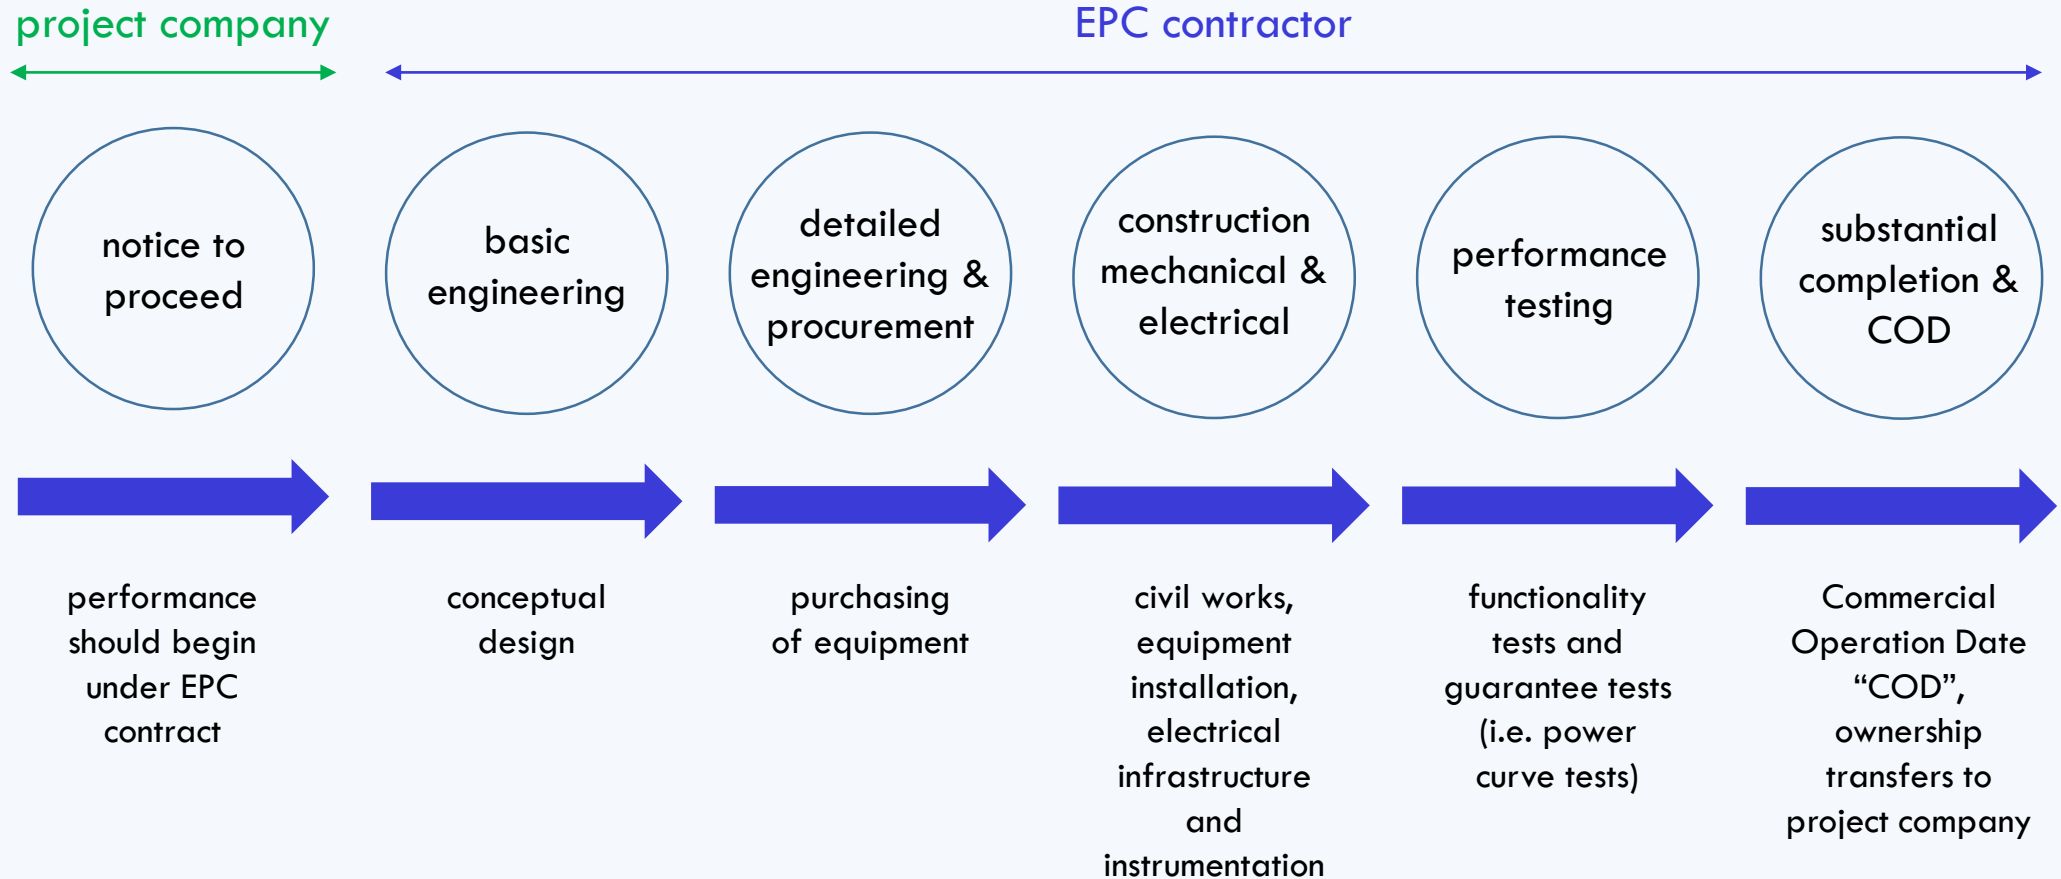 project company
EPC contractor
notice to
proceed
basic
engineering
detailed
engineering &
procurement
construction
mechanical &
electrical
performance
testing
substantial
completion &
COD
performance
should begin
under EPC
contract
conceptual
design
purchasing
of equipment
civil works,
equipment
installation,
electrical
infrastructure
and
instrumentation
functionality
tests and
guarantee tests
(i.e. power
curve tests)
Commercial
Operation Date
“COD”,
ownership
transfers to
project company